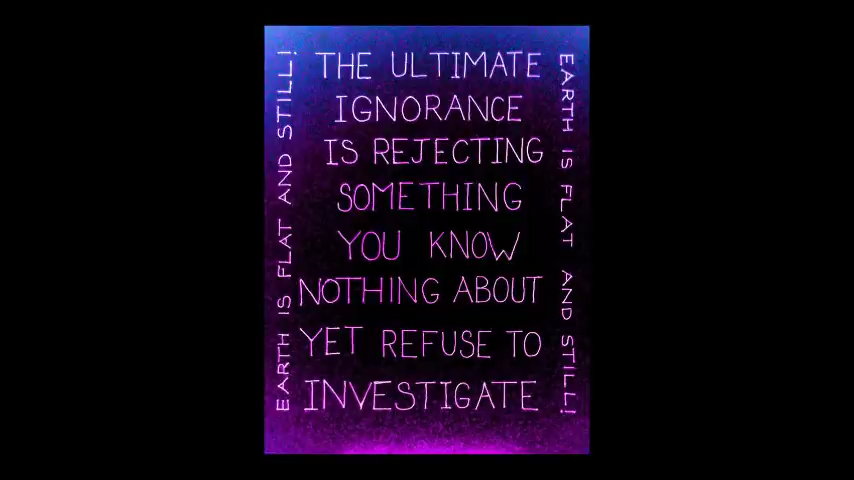 EARTH IS FLAT AND STILL!
THE ULTIMATE
IGNORANCE
IS REJECTING
SOMETHING
YOU KNOW
NOTHING ABOUT
YET REFUSE TO
INVESTIGATE
EARTH IS FLAT AND STILL!